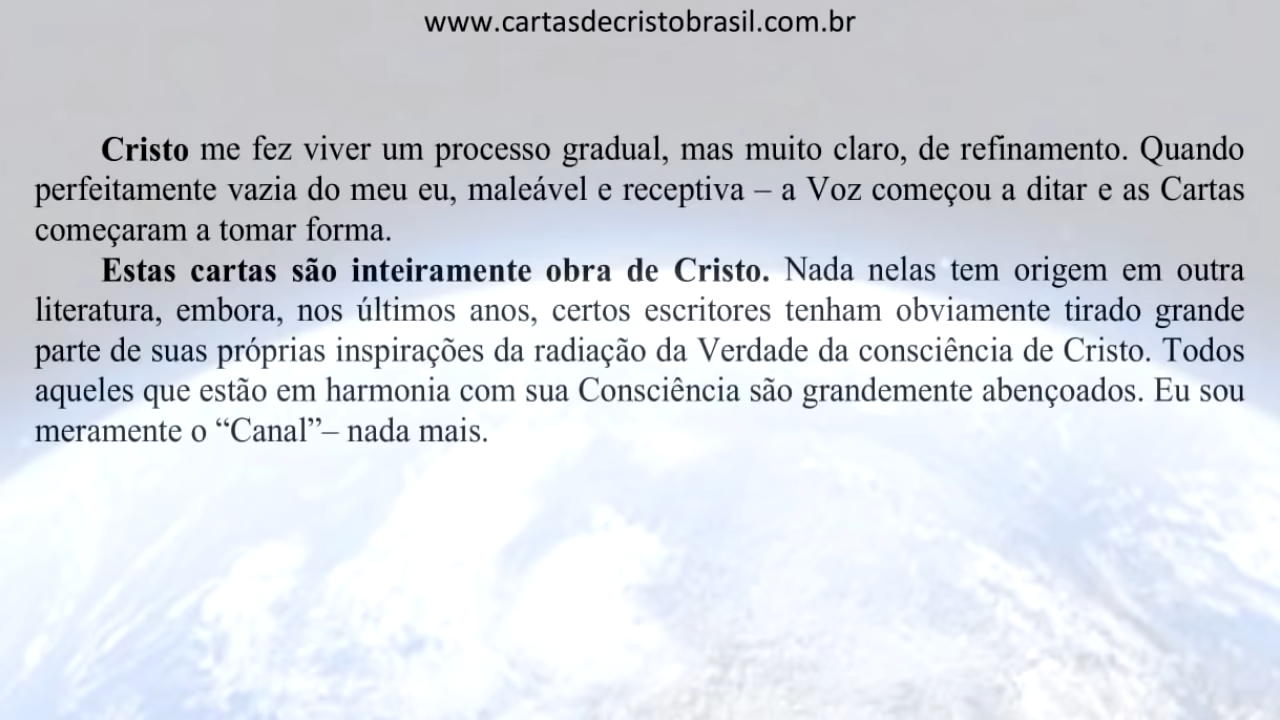 www.cartasdecristobrasil.com.br
Cristo me fez viver um processo gradual, mas muito claro, de refinamento. Quando
perfeitamente vazia do meu eu, maleável e receptiva – a Voz começou a ditar e as Cartas
começaram a tomar forma.
Estas cartas são inteiramente obra de Cristo. Nada nelas tem origem em outra
literatura, embora, nos últimos anos, certos escritores tenham obviamente tirado grande
parte de suas próprias inspirações da radiação da Verdade da consciência de Cristo. Todos
aqueles que estão em harmonia com sua Consciência são grandemente abençoados. Eu sou
meramente o “Canal”– nada mais.